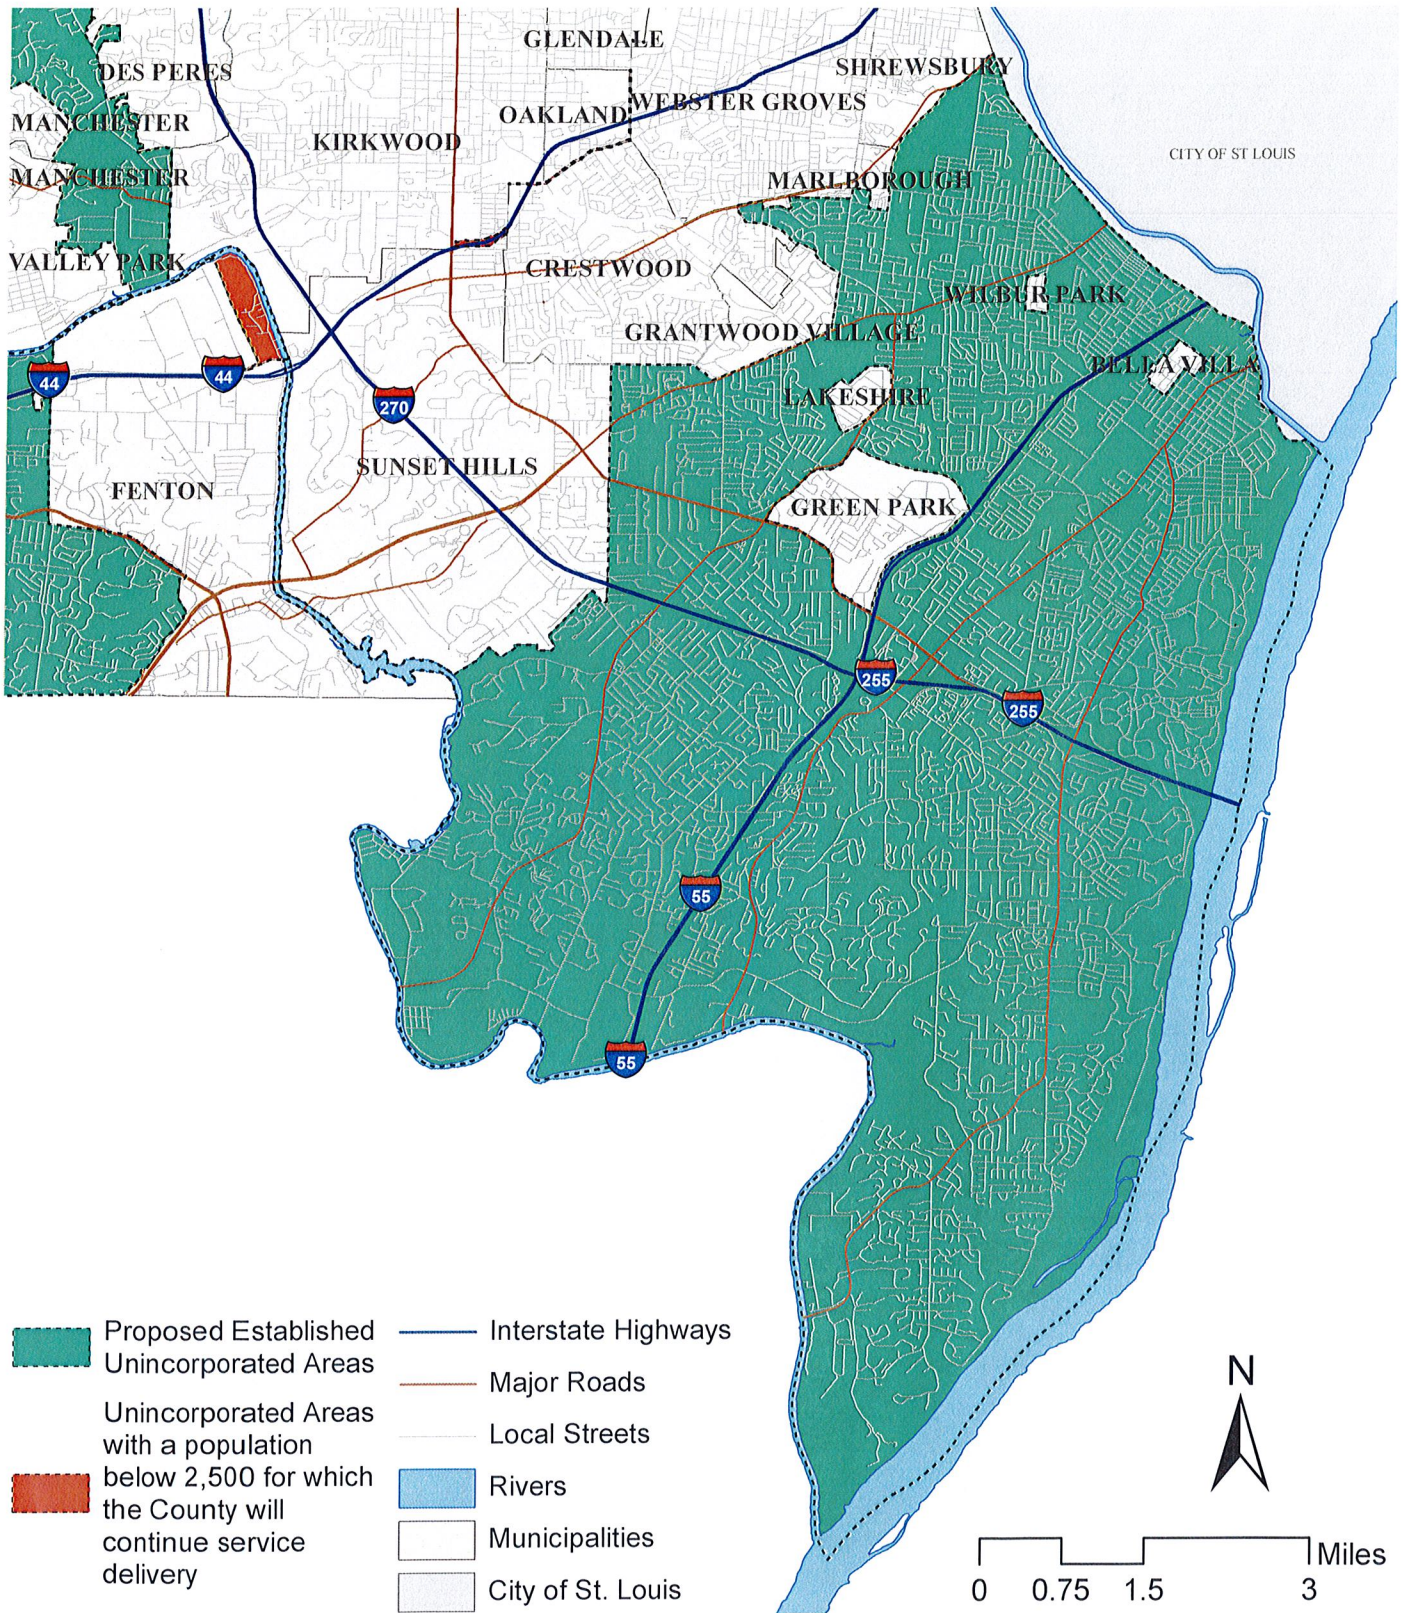 GLENDALE
SHREWSBURY
DES PERES
WEBSTER GROVES
OAKLAND
MANCHESTER
KIRKWOOD
CITY OF ST LOUIS
MANCHESTER
MARLBOROUGH
VALLEY PARK
CRESTWOOD
WILBUR PARK
GRANTWOOD VILLAGE
BELLA VILLA
44
44
LAKESHIRE
270
SUNSET HILLS
FENTON
GREEN PARK
255
255
55
55
Proposed Established
Unincorporated Areas
Unincorporated Areas
with a population
below 2,500 for which
the County will
continue service
delivery
Interstate Highways
Major Roads
Local Streets
Rivers
Municipalities
City of St. Louis
N
Miles
0 0.75 1.5 3